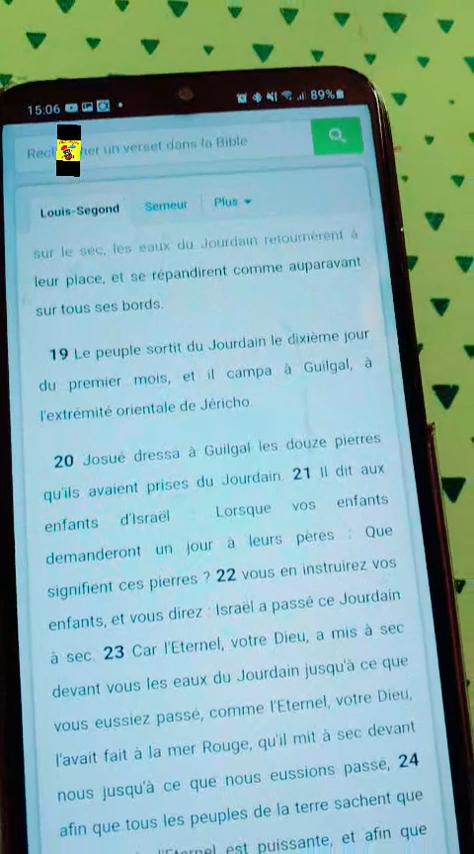 15:06
89%
un verset dans la Bible
Louis-Segond Semeur Plus
sur le sec, les eaux du Jourdain retournèrent à
leur place, et se répandirent comme auparavant
sur tous ses bords.
19 Le peuple sortit du Jourdain le dixième jour
du premier mois, et il campa à Guilgal, à
l'extrémité orientale de Jéricho.
20 Josué dressa à Guilgal les douze pierres
qu'ils avaient prises du Jourdain. 21 Il dit aux
enfants d'Israël : Lorsque vos enfants
demanderont un jour à leurs pères : Que
signifient ces pierres ? 22 vous en instruirez vos
enfants, et vous direz : Israël a passé ce Jourdain
à sec. 23 Car l'Eternel, votre Dieu, a mis à sec
devant vous les eaux du Jourdain jusqu'à ce que
vous eussiez passé, comme l'Eternel, votre Dieu,
l'avait fait à la mer Rouge, qu'il mit à sec devant
nous jusqu'à ce que nous eussions passé, 24
afin que tous les peuples de la terre sachent que
l'Eternel est puissante, et afin que